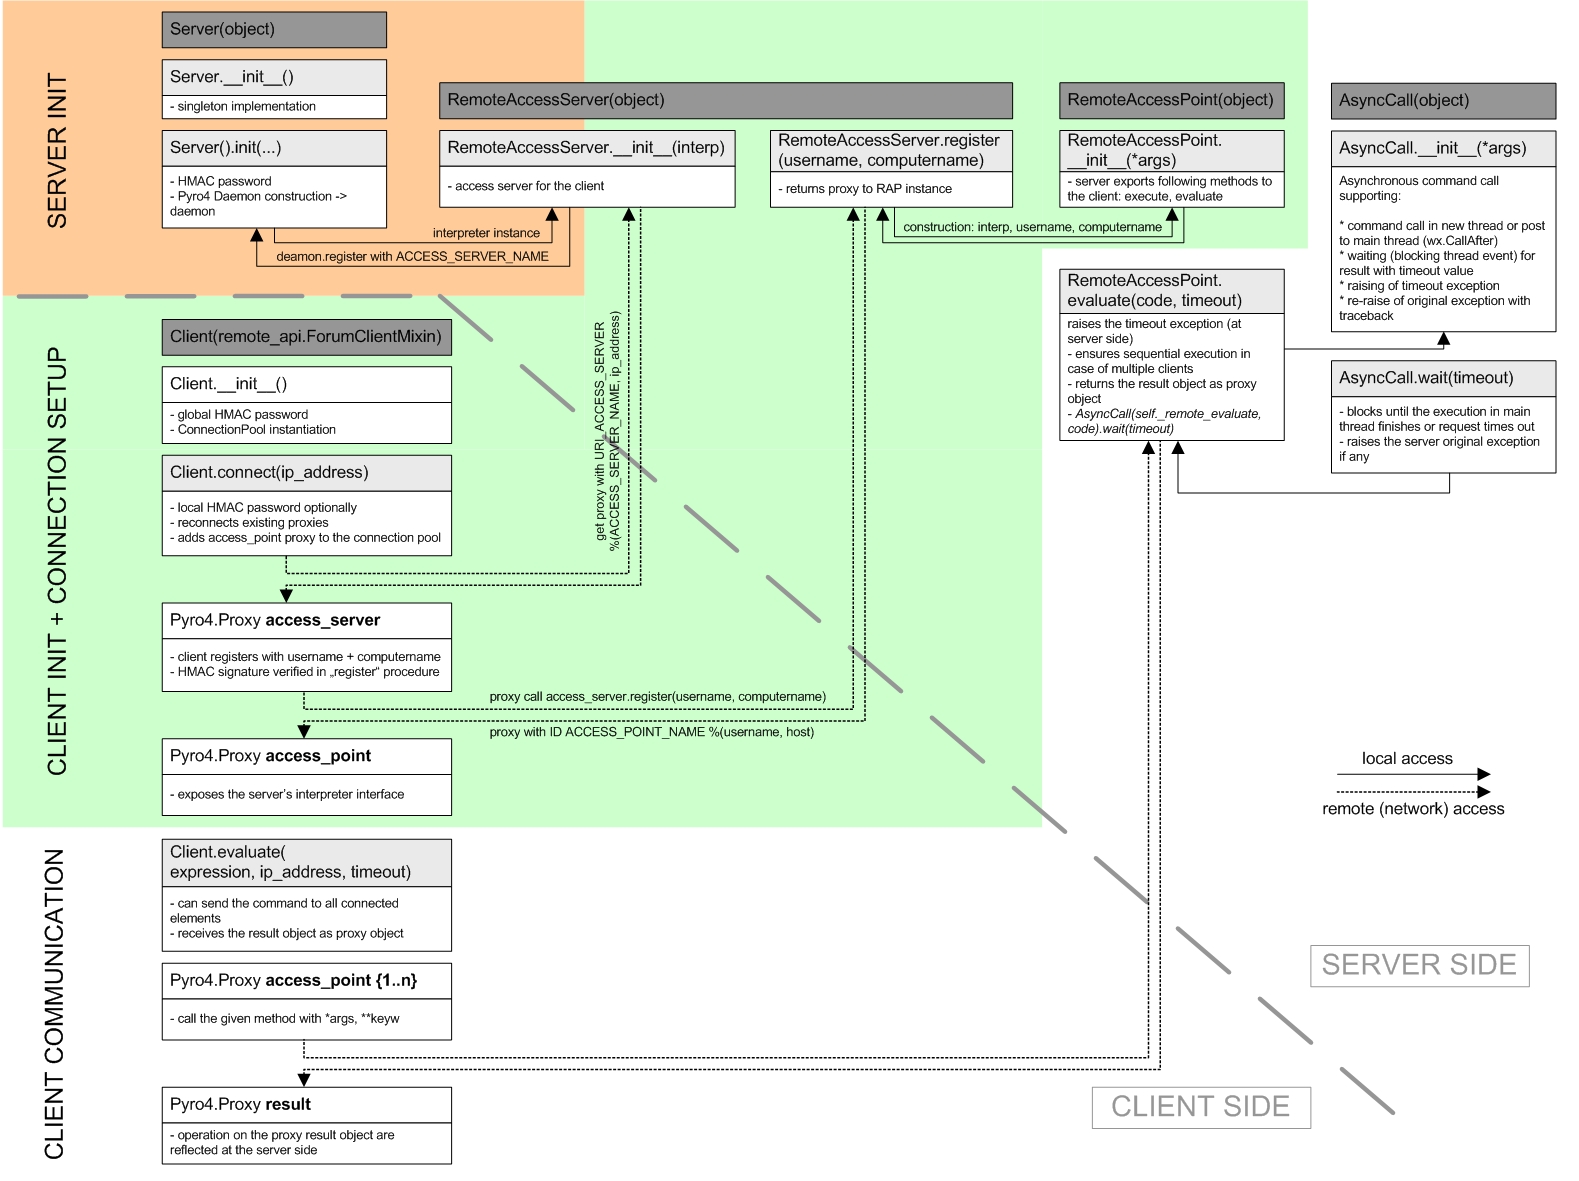 SERVER INIT
Server(object)
Server.__init__()
- singleton implementation
Server().init(...)
- HMAC password
- Pyro4 Daemon construction ->
daemon
RemoteAccessServer(object)
RemoteAccessServer.__init__(interp)
- access server for the client
RemoteAccessServer.register
(username, computername)
- returns proxy to RAP instance
RemoteAccessPoint(object)
RemoteAccessPoint.
__init__(*args)
- server exports following methods to
the client: execute, evaluate
AsyncCall(object)
AsyncCall.__init__(*args)
Asynchronous command call
supporting:
* command call in new thread or post
to main thread (wx.CallAfter)
* waiting (blocking thread event) for
result with timeout value
* raising of timeout exception
* re-raise of original exception with
traceback
interpreter instance
deamon.register with ACCESS_SERVER_NAME
construction: interp, username, computername
RemoteAccessPoint.
evaluate(code, timeout)
raises the timeout exception (at
server side)
- ensures sequential execution in
case of multiple clients
- returns the result object as proxy
object
- AsyncCall(self._remote_evaluate,
code).wait(timeout)
AsyncCall.wait(timeout)
- blocks until the execution in main
thread finishes or request times out
- raises the server original exception
if any
CLIENT INIT + CONNECTION SETUP
Client(remote_api.ForumClientMixin)
Client.__init__()
- global HMAC password
- ConnectionPool instantiation
Client.connect(ip_address)
- local HMAC password optionally
- reconnects existing proxies
- adds access_point proxy to the connection pool
get proxy with URI_ACCESS_SERVER
%(ACCESS_SERVER_NAME, ip_address)
Pyro4.Proxy access_server
- client registers with username + computername
- HMAC signature verified in „register“ procedure
proxy call access_server.register(username, computername)
proxy with ID ACCESS_POINT_NAME %(username, host)
Pyro4.Proxy access_point
- exposes the server’s interpreter interface
local access
remote (network) access
CLIENT COMMUNICATION
Client.evaluate(
expression, ip_address, timeout)
- can send the command to all connected
elements
- receives the result object as proxy object
Pyro4.Proxy access_point {1..n}
- call the given method with *args, **keyw
Pyro4.Proxy result
- operation on the proxy result object are
reflected at the server side
SERVER SIDE
CLIENT SIDE